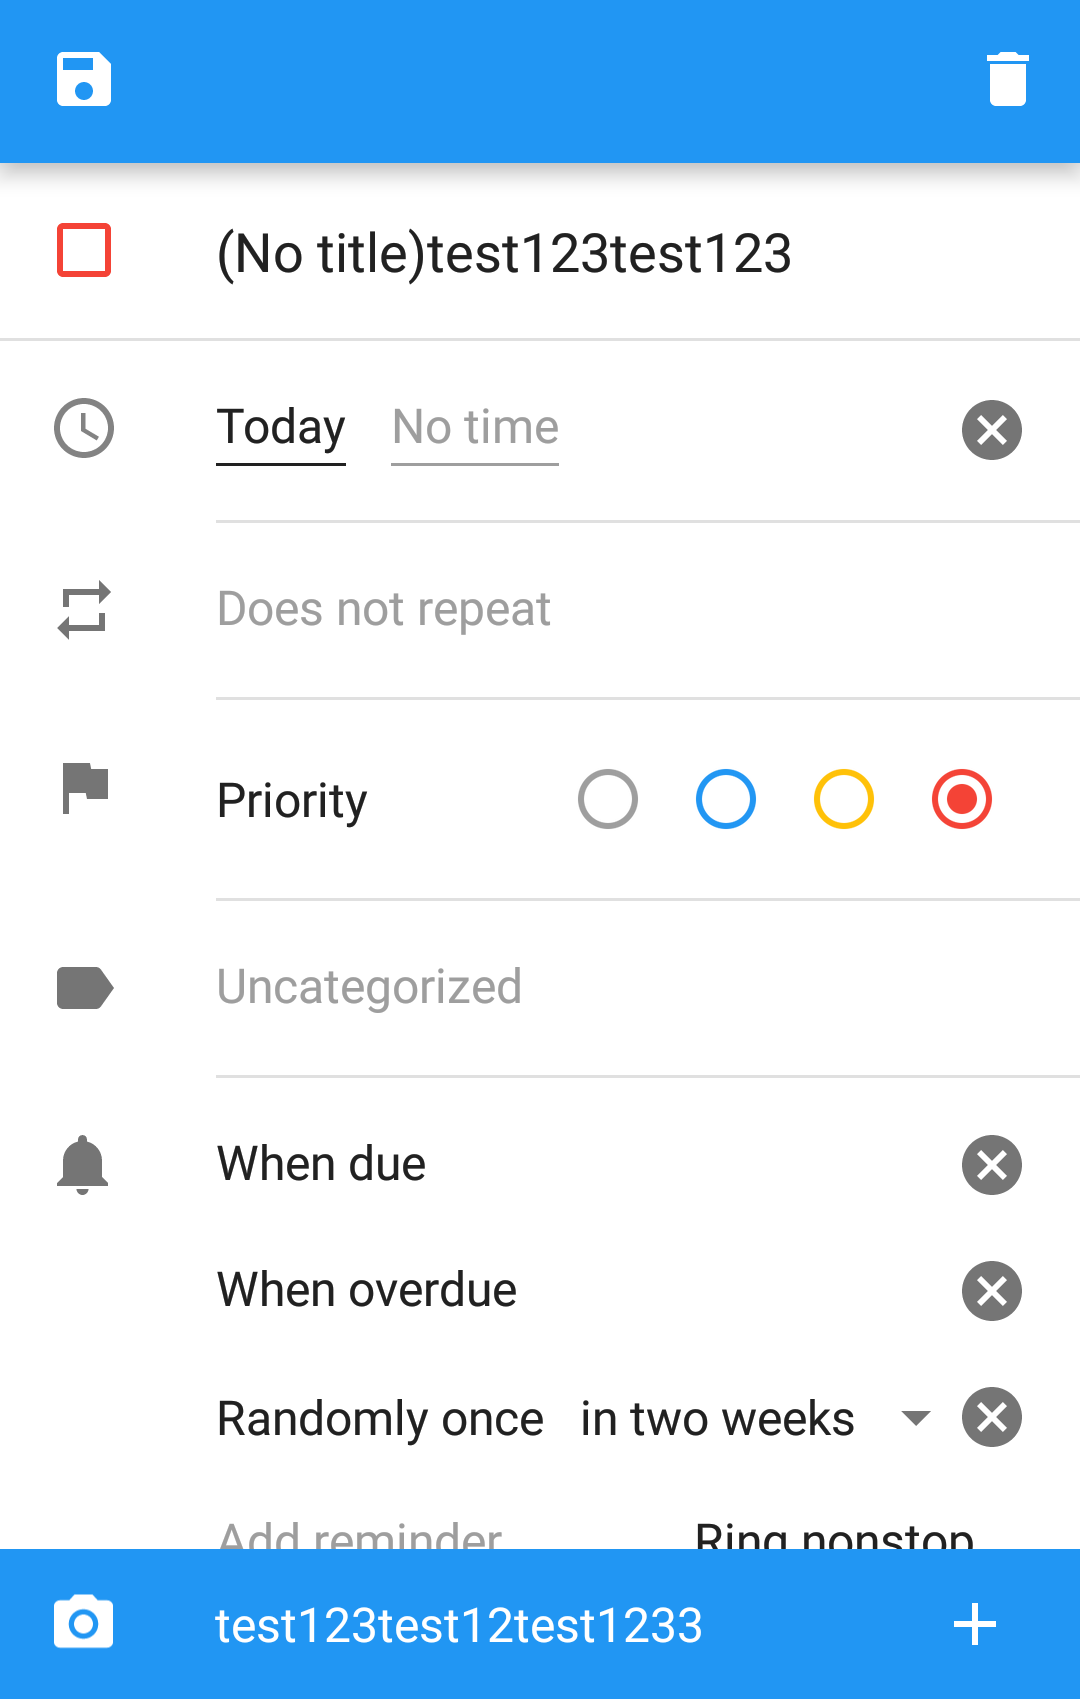 (No title)test123test123
Today No time
Does not repeat
Priority
Uncategorized
When due
When overdue
Randomly once in two weeks
Add reminder Ring nonstop
test123test12test1233